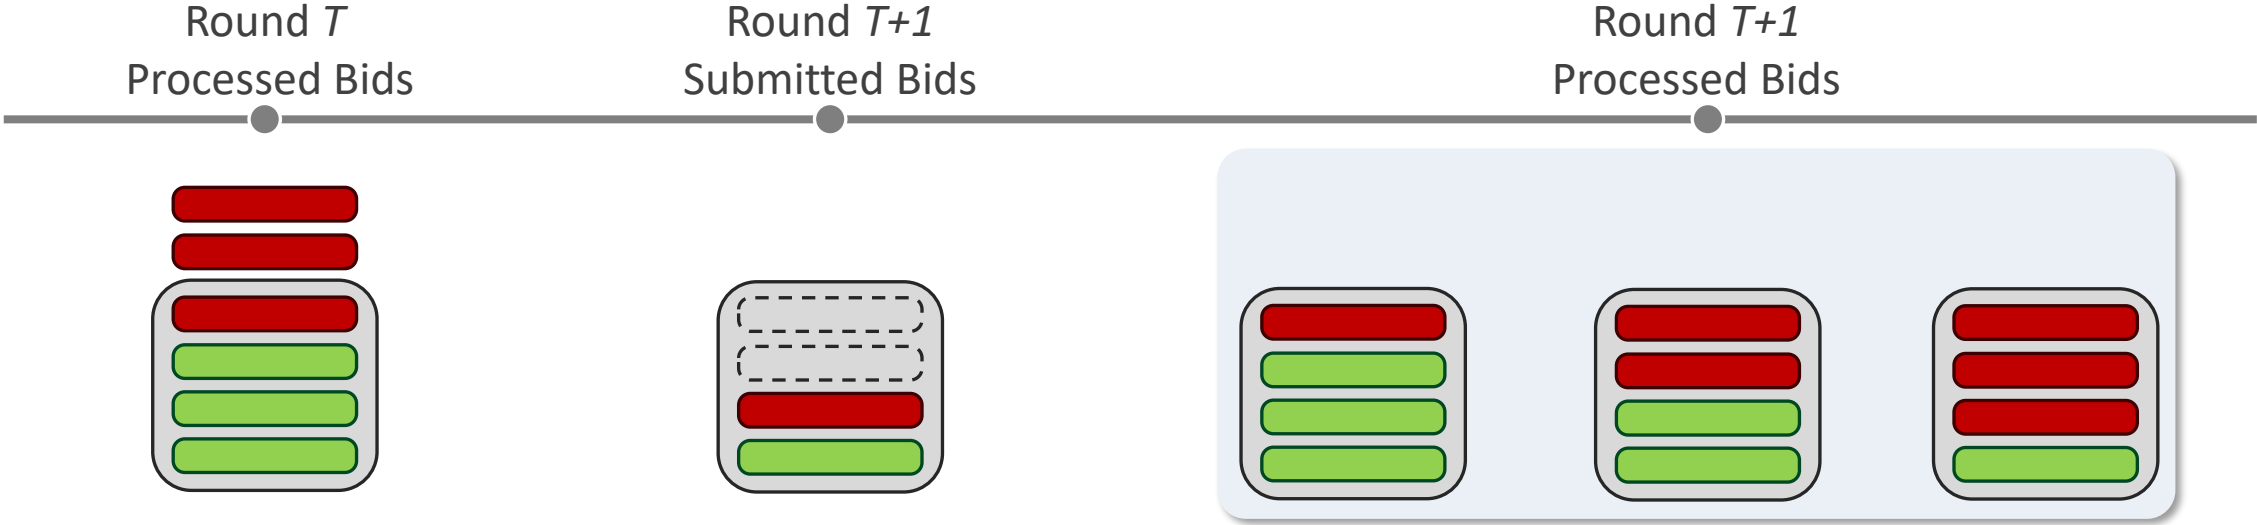 Round T
Processed Bids
Round T+1
Submitted Bids
Round T+1
Processed Bids